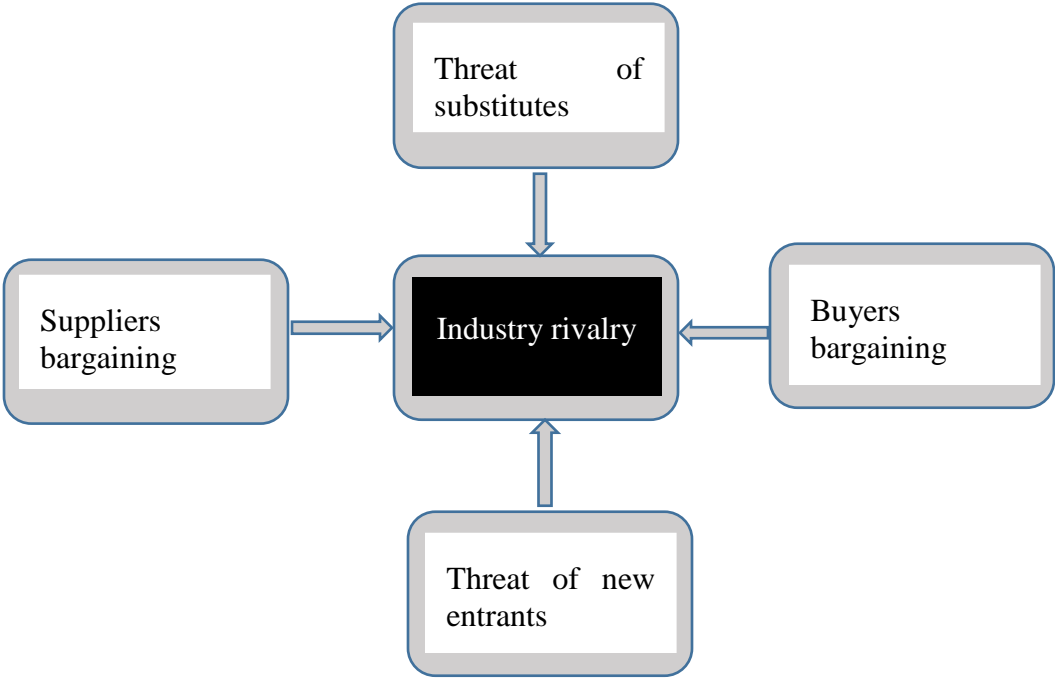 Threat of
substitutes
Suppliers
bargaining
Industry rivalry
Buyers
bargaining
Threat of new
entrants